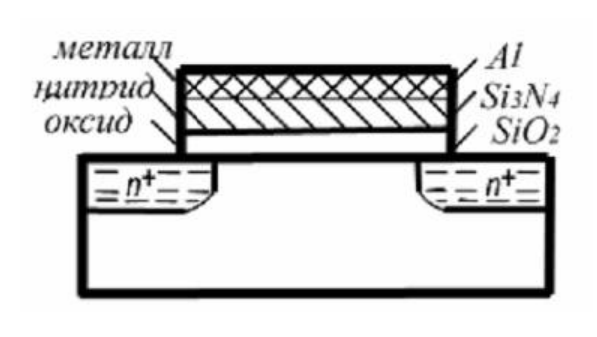 металл
нитрид
оксид
Al
Si₃N₄
SiO₂
n⁺
n⁺